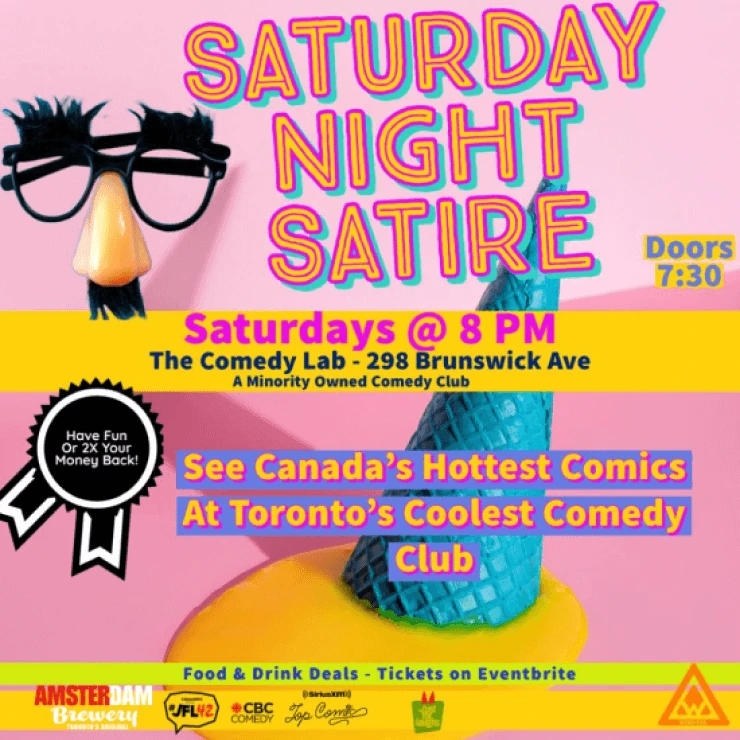 SATURDAY
NIGHT
SATIRE
Doors
7:30
Saturdays @ 8 PM
The Comedy Lab - 298 Brunswick Ave
A Minority Owned Comedy Club
Have Fun
Or 2X Your
Money Back!
See Canada's Hottest Comics
At Toronto's Coolest Comedy
Club
Food & Drink Deals - Tickets on Eventbrite
AMSTERDAM
Brewery
TORONTO'S ORIGINAL
#JFL42
CBC
COMEDY
((SiriusXM))
Top Comic